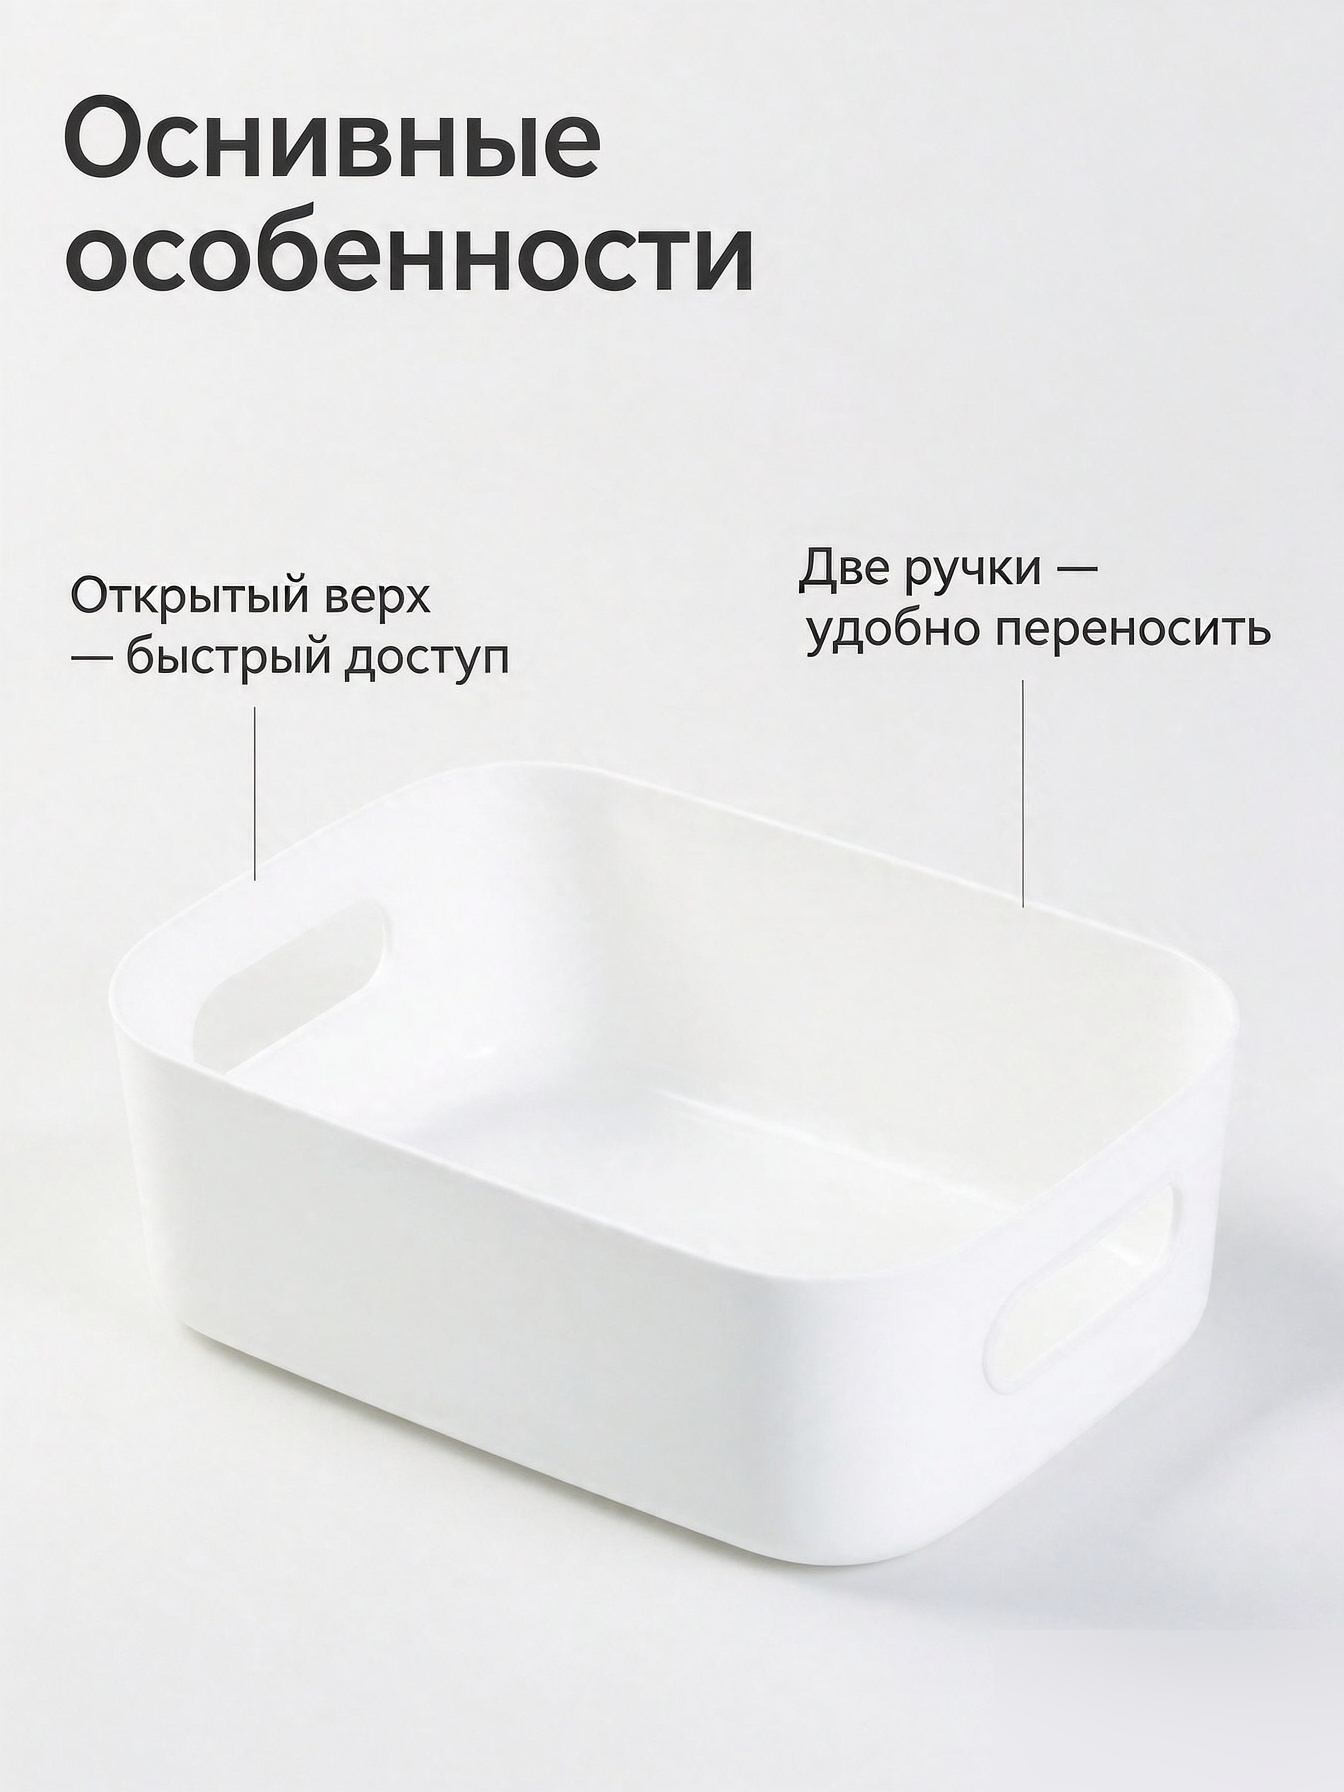 Оснивные
особенности
Открытый верх
— быстрый доступ
Две ручки —
удобно переносить